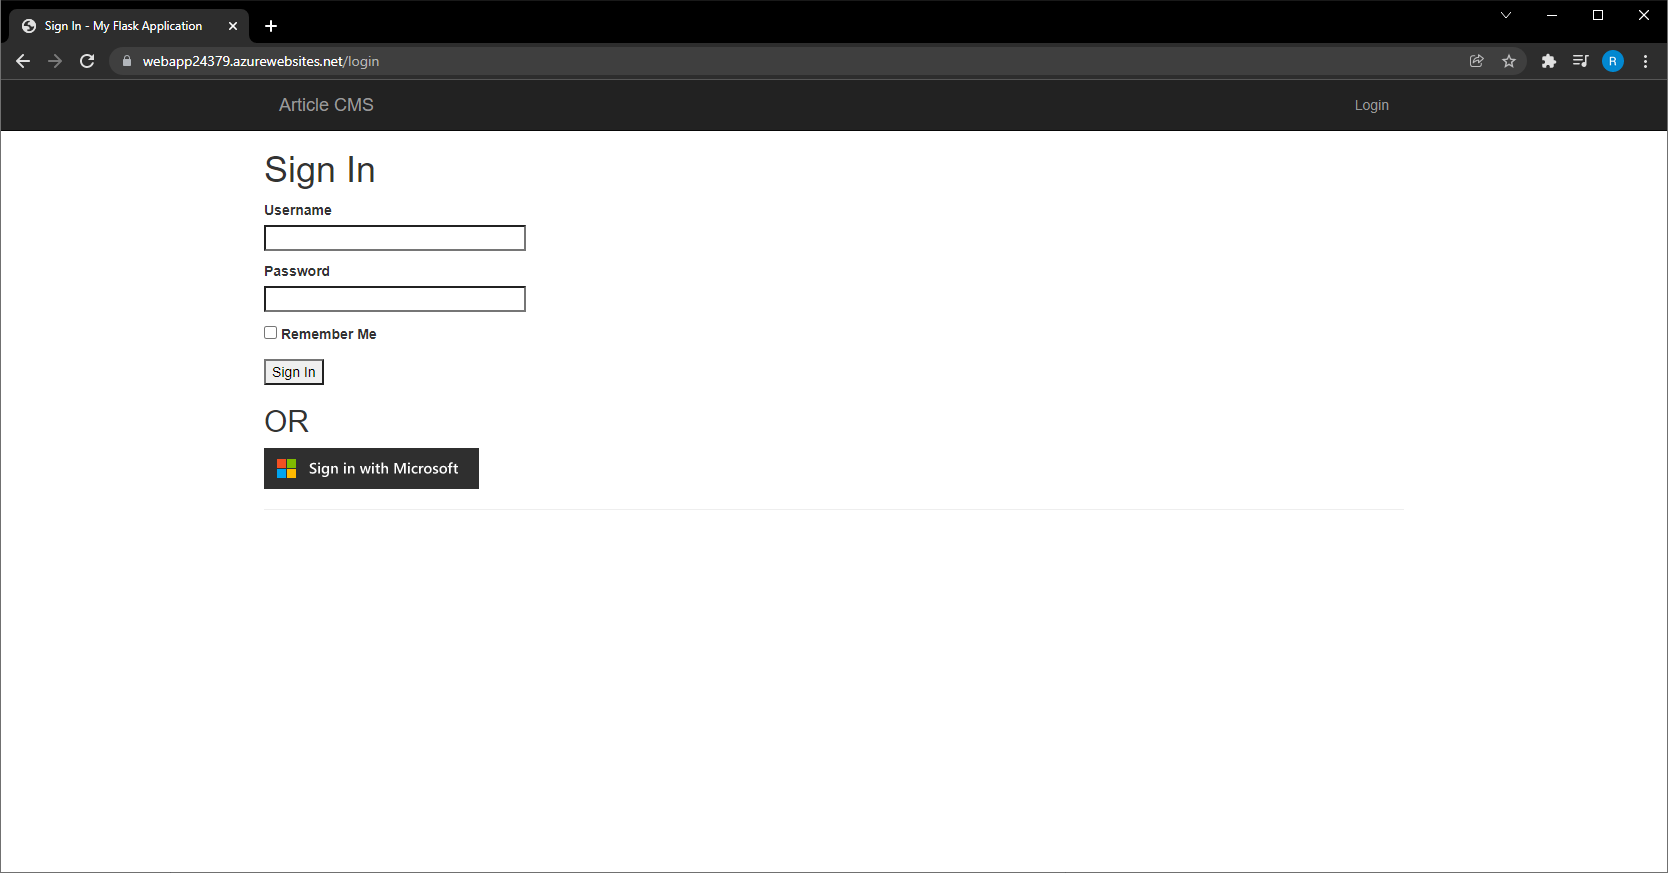 Sign In - My Flask Application
webapp24379.azurewebsites.net/login
R
Article CMS
Login
Sign In
Username
Password
Remember Me
Sign In
OR
Sign in with Microsoft